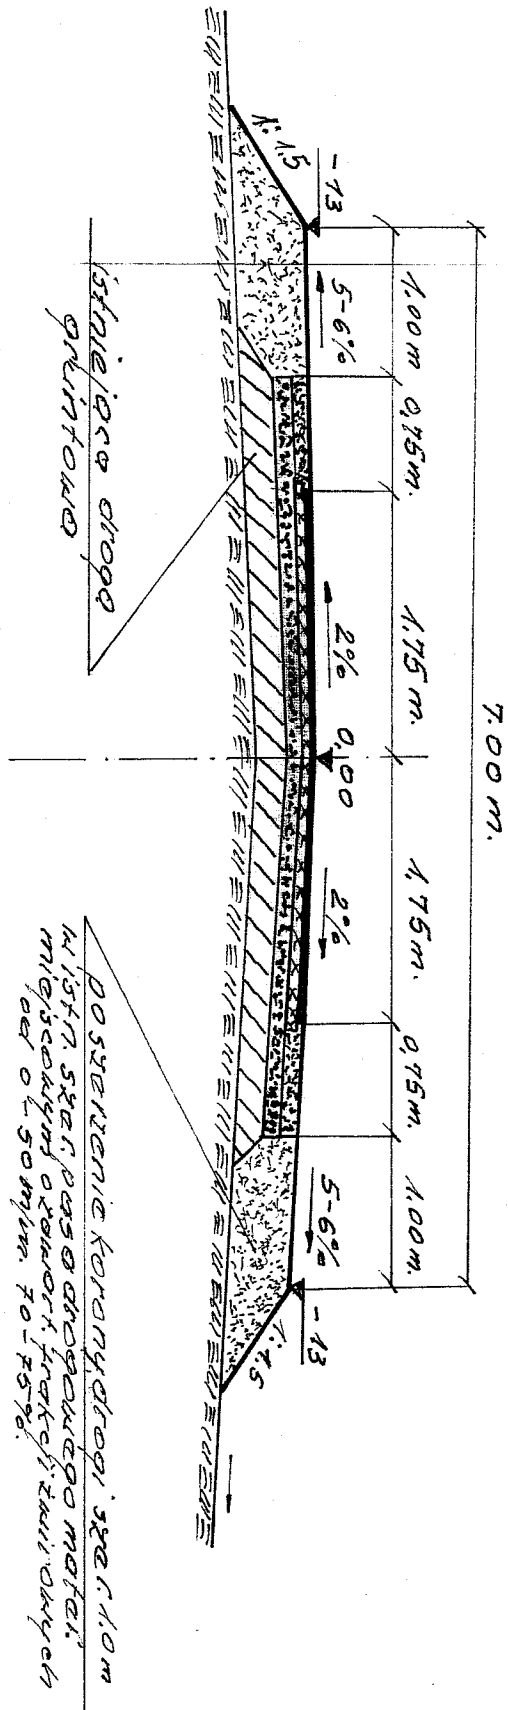 7.00 m.
1,00 m 0,75 m. 1,75 m. 1,75 m. 0,75 m. 1.00 m.
-13 5-6% 2% 0,00 2% 5-6% -13
1:1.5 1:1.5
istniejąca droga
gruntowa
poszerzenie korony drogi szer. 1.0 m
w istn. szer. pasa drogowego mater.
miejscowym o zawart. frakcji żwirowych
od 0-50 m/m. 70-75%.